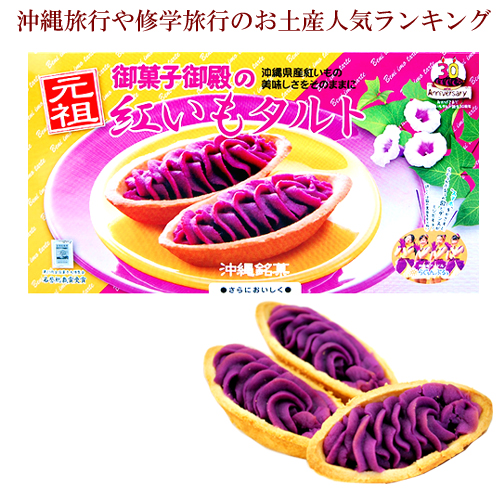 沖縄旅行や修学旅行のお土産人気ランキング
元祖
御菓子御殿の
沖縄県産紅いもの
美味しさをそのままに
紅いもタルト
30
Anniversary
沖縄銘菓
●さらにおいしく●
Beni imo tarte